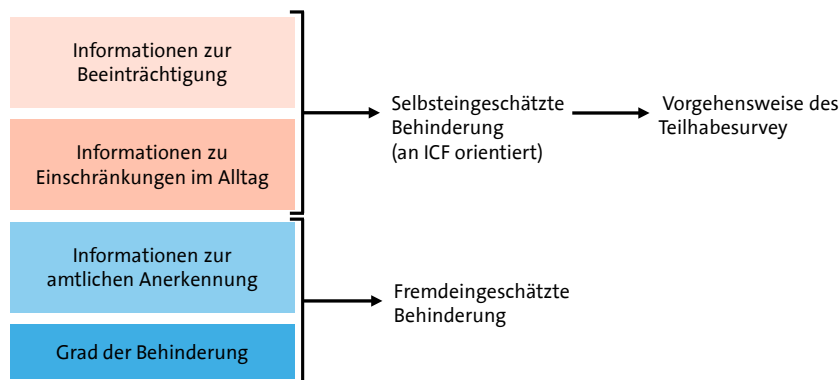 Informationen zur
Beeinträchtigung
Informationen zu
Einschränkungen im Alltag
Selbsteingeschätzte
Behinderung
(an ICF orientiert)
Vorgehensweise des
Teilhabesurvey
Informationen zur
amtlichen Anerkennung
Grad der Behinderung
Fremdeingeschätzte
Behinderung